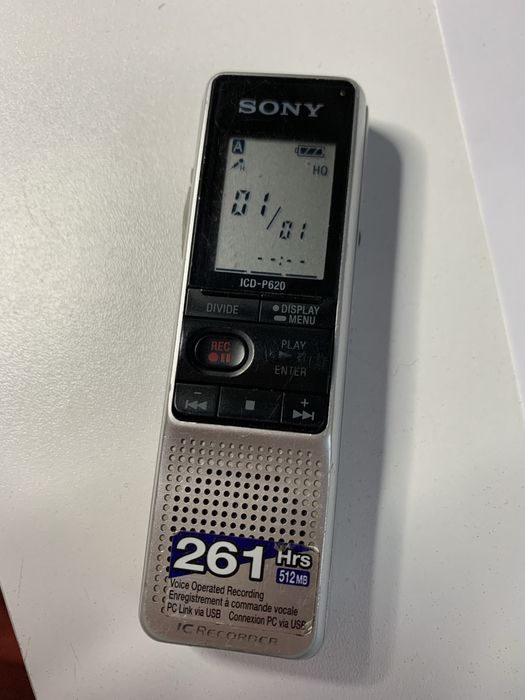 SONY
A
HQ
01/01
--:--
ICD-P620
DIVIDE
DISPLAY
MENU
REC
PLAY
ENTER
- +
261 Hrs
512MB
Voice Operated Recording
Enregistrement à commande vocale
PC Link via USB Connexion PC via USB
IC RECORDER